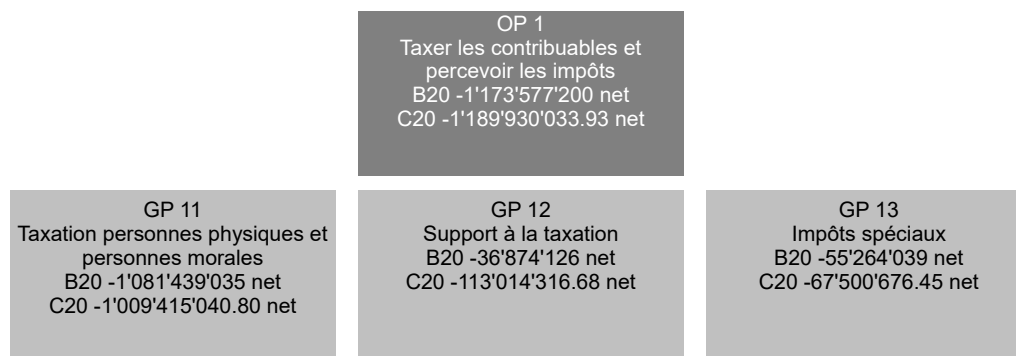 OP 1
Taxer les contribuables et
percevoir les impôts
B20 -1'173'577'200 net
C20 -1'189'930'033.93 net
GP 11
Taxation personnes physiques et
personnes morales
B20 -1'081'439'035 net
C20 -1'009'415'040.80 net
GP 12
Support à la taxation
B20 -36'874'126 net
C20 -113'014'316.68 net
GP 13
Impôts spéciaux
B20 -55'264'039 net
C20 -67'500'676.45 net